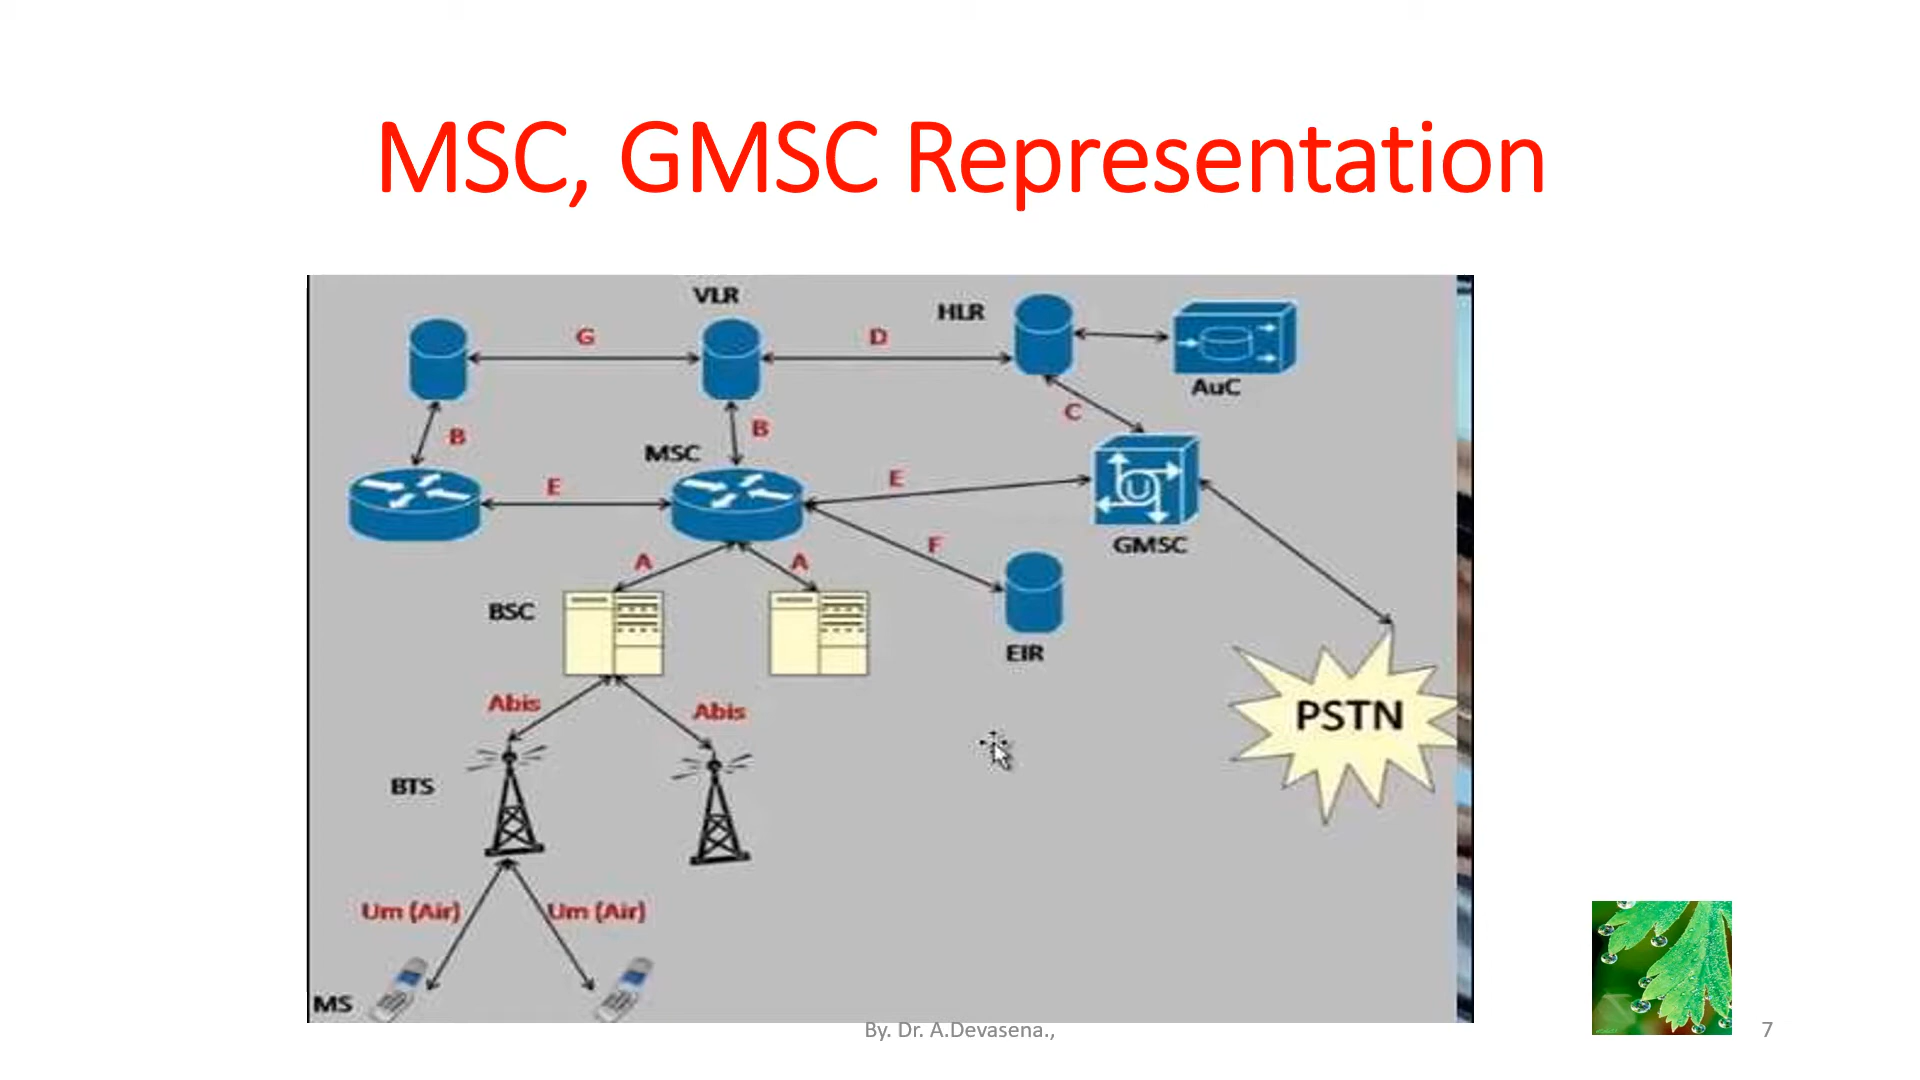 MSC, GMSC Representation
VLR
HLR
G
D
AuC
C
B
B
MSC
E
E
GMSC
F
A
A
BSC
EIR
Abis
Abis
PSTN
BTS
Um (Air)
Um (Air)
MS
By. Dr. A.Devasena.,
7